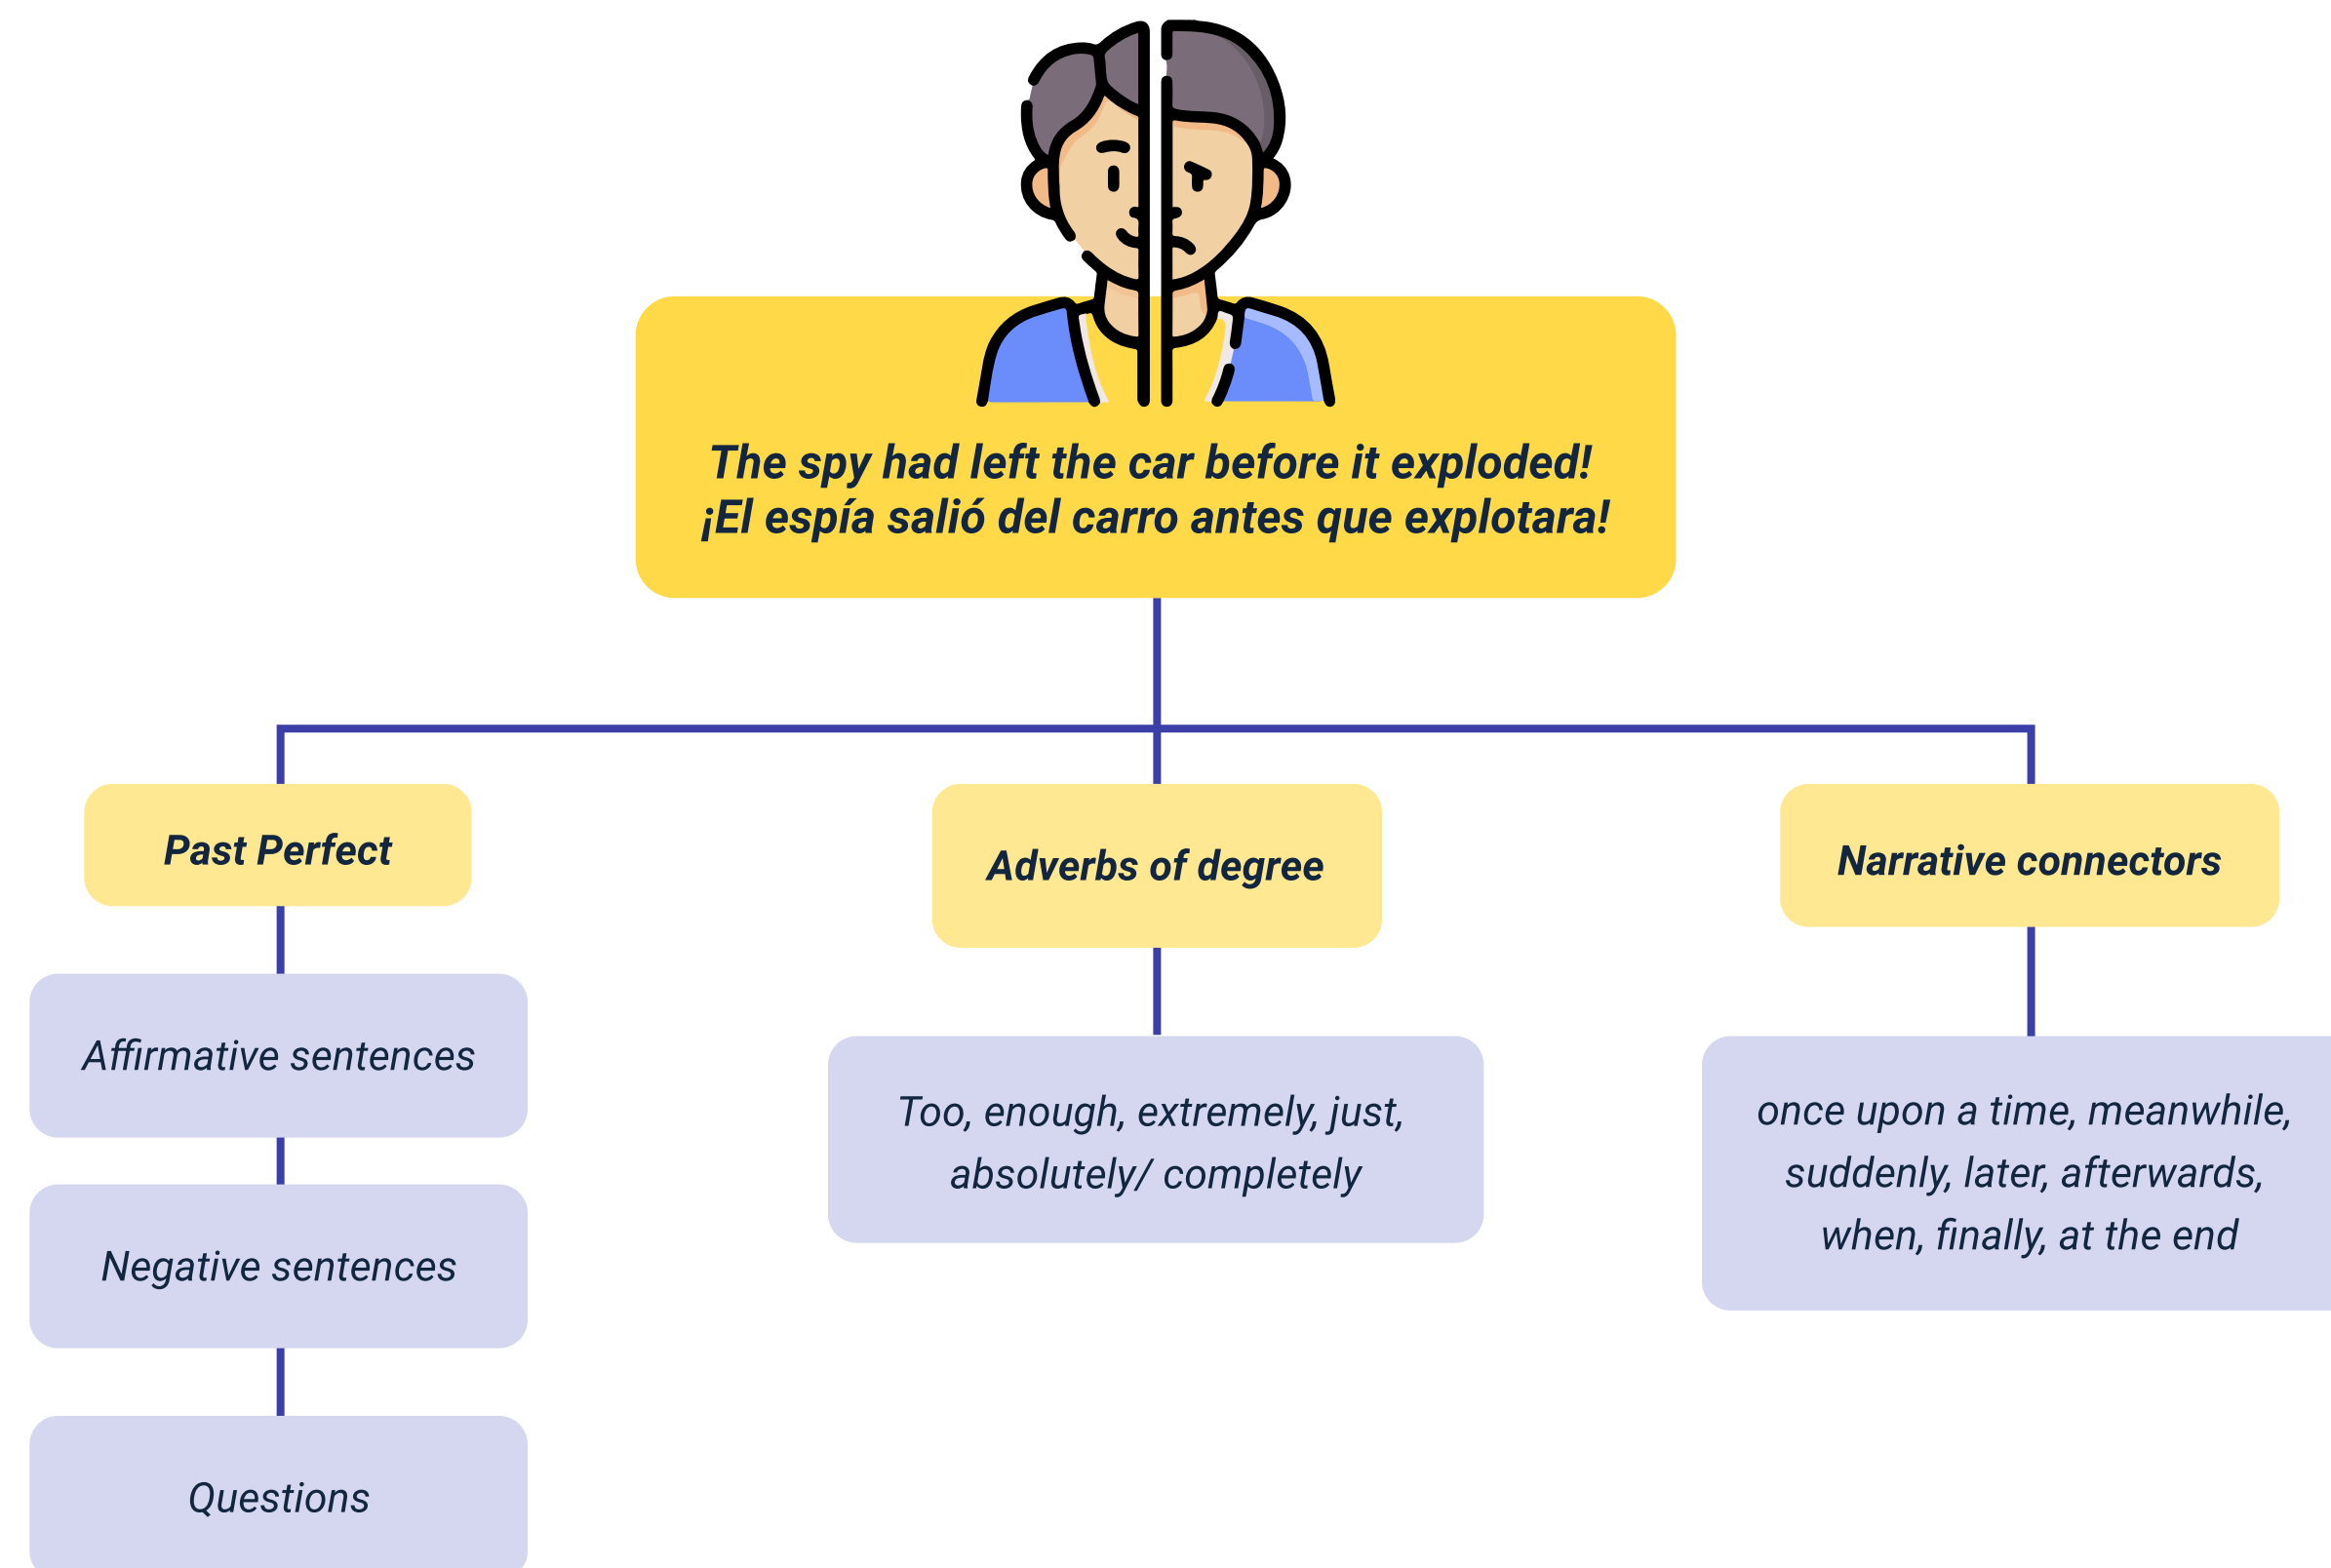 The spy had left the car before it exploded!
¡El espía salió del carro antes que explotara!
Past Perfect
Affirmative sentences
Negative sentences
Questions
Adverbs of degree
Too, enough, extremely, just,
absolutely/ completely
Narrative connectors
once upon a time, meanwhile,
suddenly, later, afterwards,
when, finally, at the end